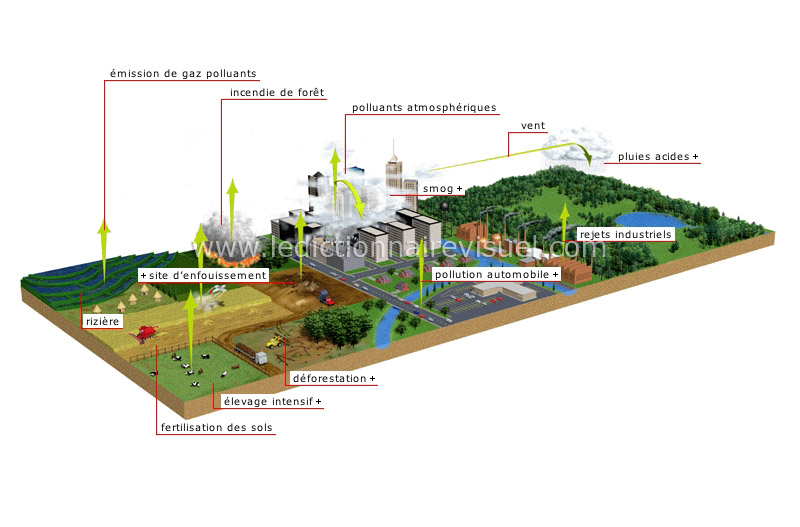 émission de gaz polluants
incendie de forêt
polluants atmosphériques
vent
pluies acides +
smog +
rejets industriels
www.ledictionnairevisuel.com
+ site d'enfouissement
pollution automobile +
rizière
déforestation +
élevage intensif +
fertilisation des sols